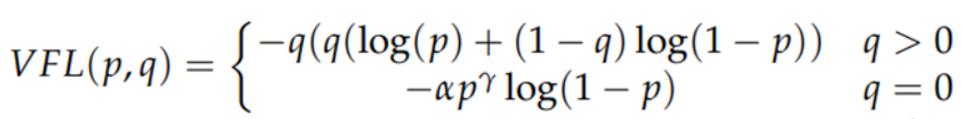 VFL(p,q) = { −q(q(log(p) + (1 − q) log(1 − p)) q > 0
−αp^γ log(1 − p) q = 0